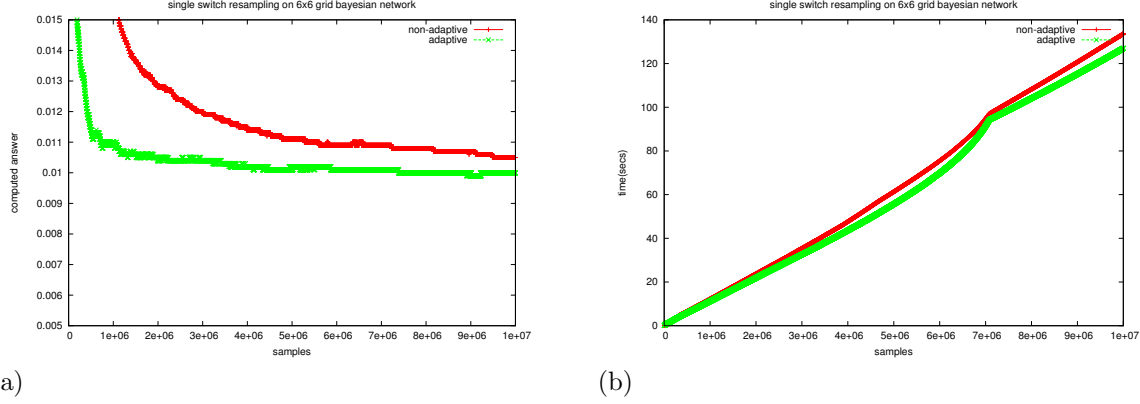 single switch resampling on 6x6 grid bayesian network
non-adaptive
adaptive
computed answer
0.015
0.014
0.013
0.012
0.011
0.01
0.009
0.008
0.007
0.006
0.005
0 1e+06 2e+06 3e+06 4e+06 5e+06 6e+06 7e+06 8e+06 9e+06 1e+07
samples
a)
single switch resampling on 6x6 grid bayesian network
non-adaptive
adaptive
time(secs)
140
120
100
80
60
40
20
0
0 1e+06 2e+06 3e+06 4e+06 5e+06 6e+06 7e+06 8e+06 9e+06 1e+07
samples
(b)